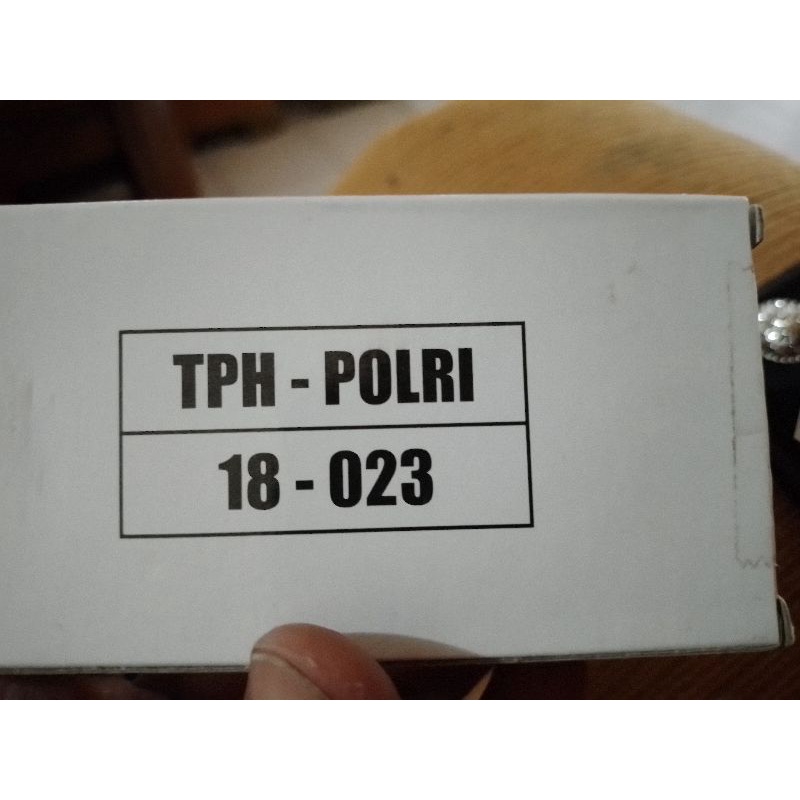 TPH - POLRI
18 - 023